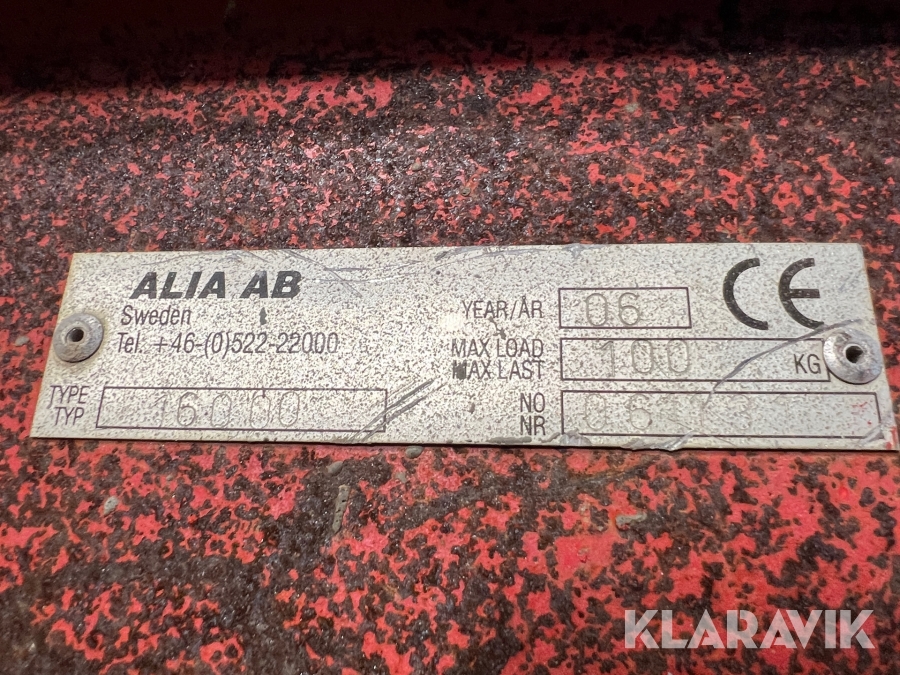 ALIA AB
Sweden
Tel. +46-(0)522-22000
TYPE
TYP
16000
YEAR/ÅR 06
MAX LOAD
MAX LAST
100 KG
NO
NR
CE
KLARAVIK